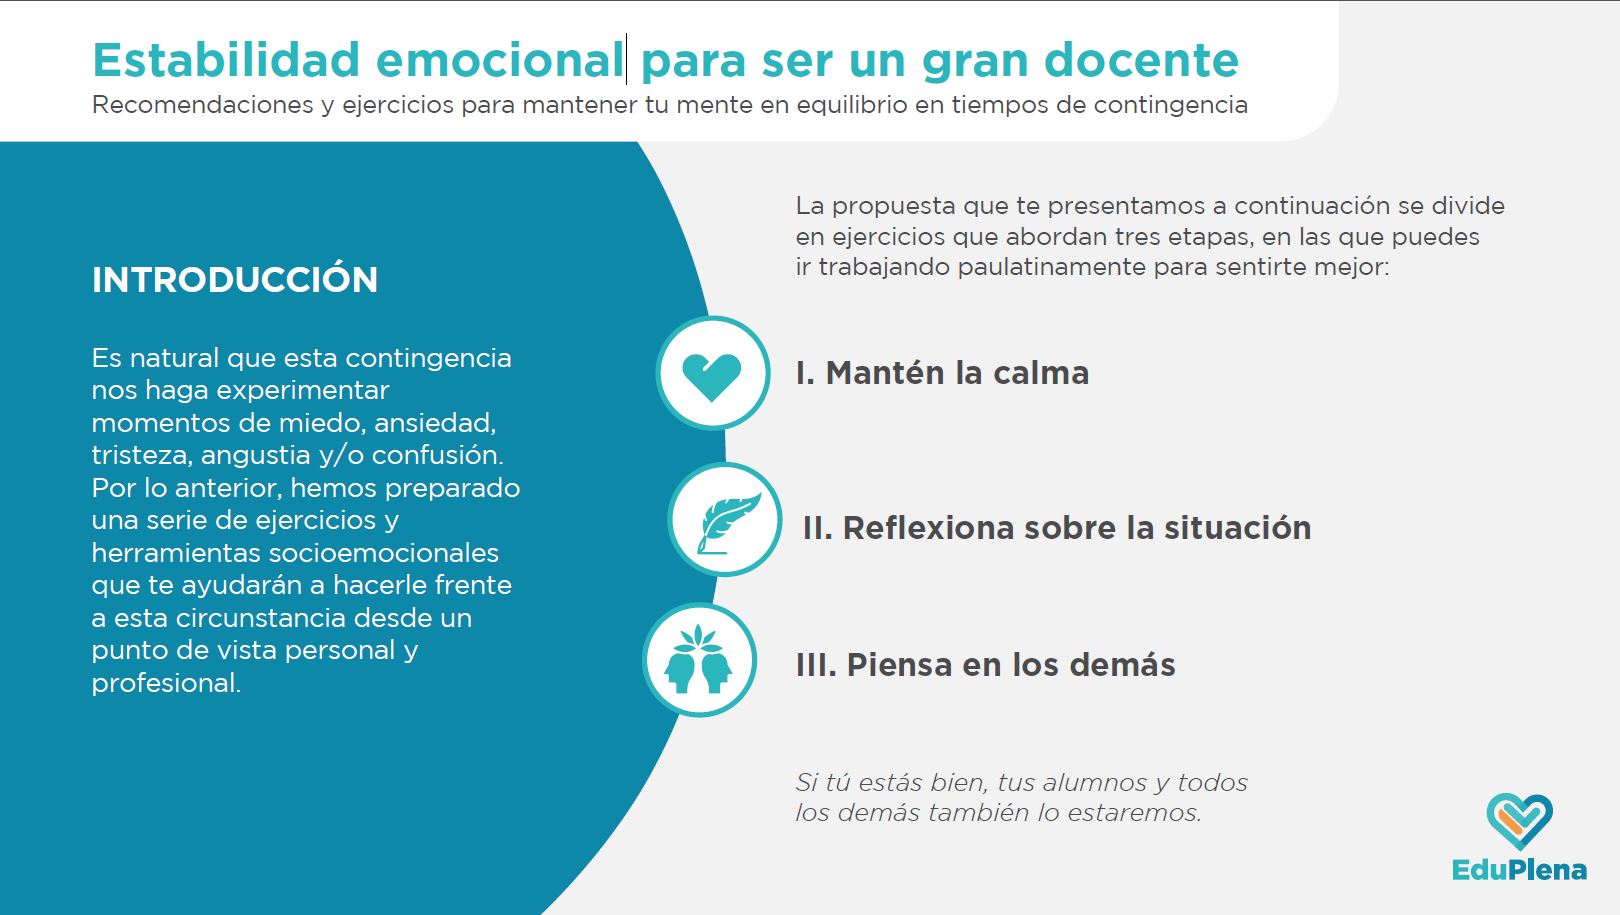 Estabilidad emocional para ser un gran docente
Recomendaciones y ejercicios para mantener tu mente en equilibrio en tiempos de contingencia
INTRODUCCIÓN
Es natural que esta contingencia
nos haga experimentar
momentos de miedo, ansiedad,
tristeza, angustia y/o confusión.
Por lo anterior, hemos preparado
una serie de ejercicios y
herramientas socioemocionales
que te ayudarán a hacerle frente
a esta circunstancia desde un
punto de vista personal y
profesional.
La propuesta que te presentamos a continuación se divide
en ejercicios que abordan tres etapas, en las que puedes
ir trabajando paulatinamente para sentirte mejor:
I. Mantén la calma
II. Reflexiona sobre la situación
III. Piensa en los demás
Si tú estás bien, tus alumnos y todos
los demás también lo estaremos.
EduPlena